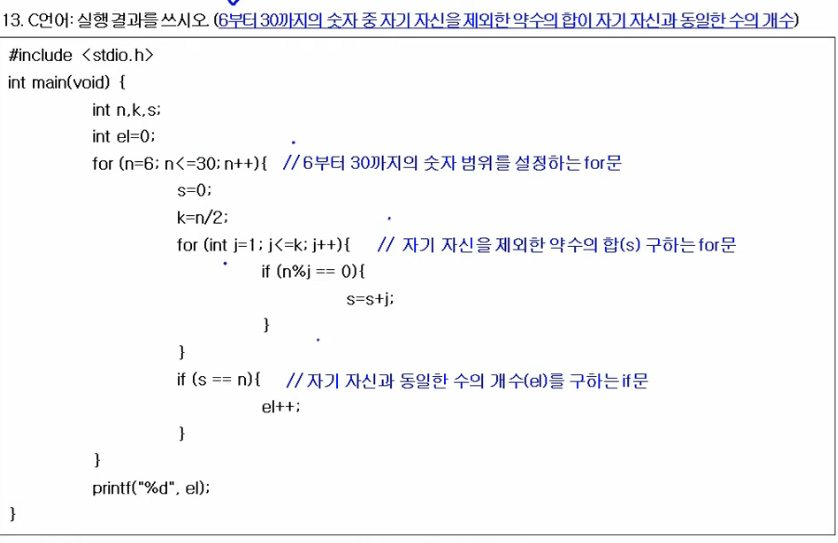 13. C언어: 실행 결과를 쓰시오. (6부터 30까지의 숫자 중 자기 자신을 제외한 약수의 합이 자기 자신과 동일한 수의 개수)
#include <stdio.h>
int main(void) {
int n,k,s;
int el=0;
for (n=6; n<=30; n++){ // 6부터 30까지의 숫자 범위를 설정하는 for문
s=0;
k=n/2;
for (int j=1; j<=k; j++){ // 자기 자신을 제외한 약수의 합(s) 구하는 for문
if (n%j == 0){
s=s+j;
}
}
if (s == n){ // 자기 자신과 동일한 수의 개수(el)를 구하는 if문
el++;
}
}
printf("%d", el);
}